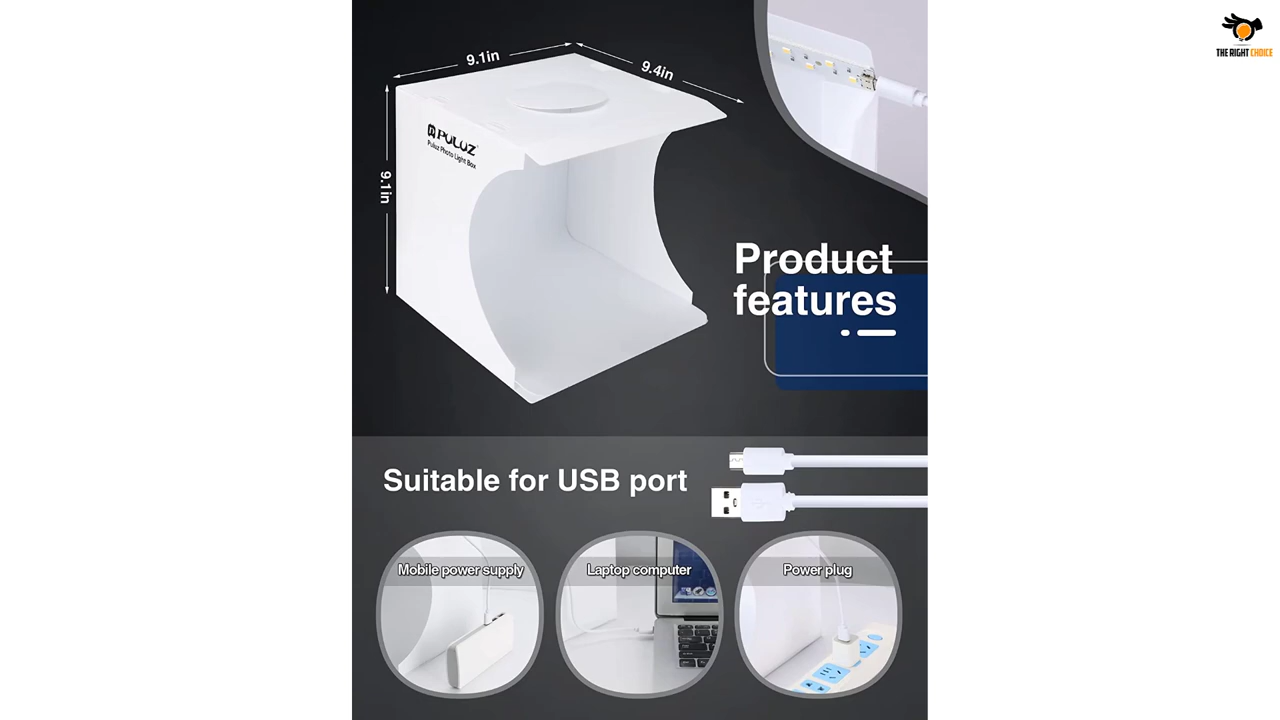 THE RIGHT CHOICE
9.1in
9.4in
9.1in
PULUZ
Puluz Photo Light Box
Product
features
Suitable for USB port
Mobile power supply
Laptop computer
Power plug